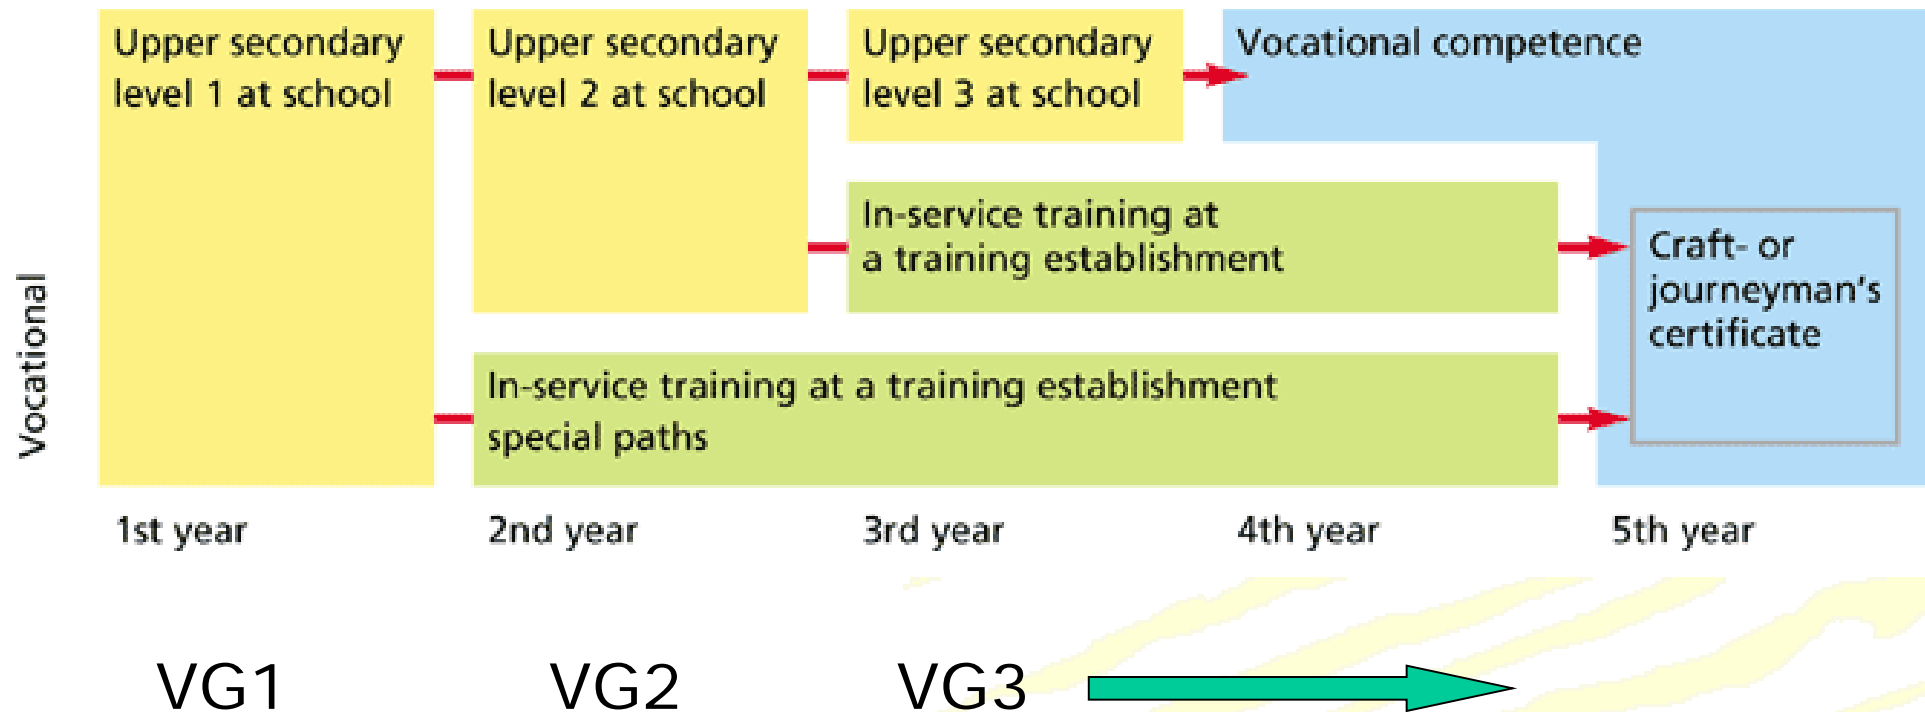 Upper secondary
level 1 at school
Upper secondary
level 2 at school
Upper secondary
level 3 at school
Vocational competence
In-service training at
a training establishment
Craft- or
journeyman's
certificate
In-service training at a training establishment
special paths
Vocational
1st year
2nd year
3rd year
4th year
5th year
VG1
VG2
VG3